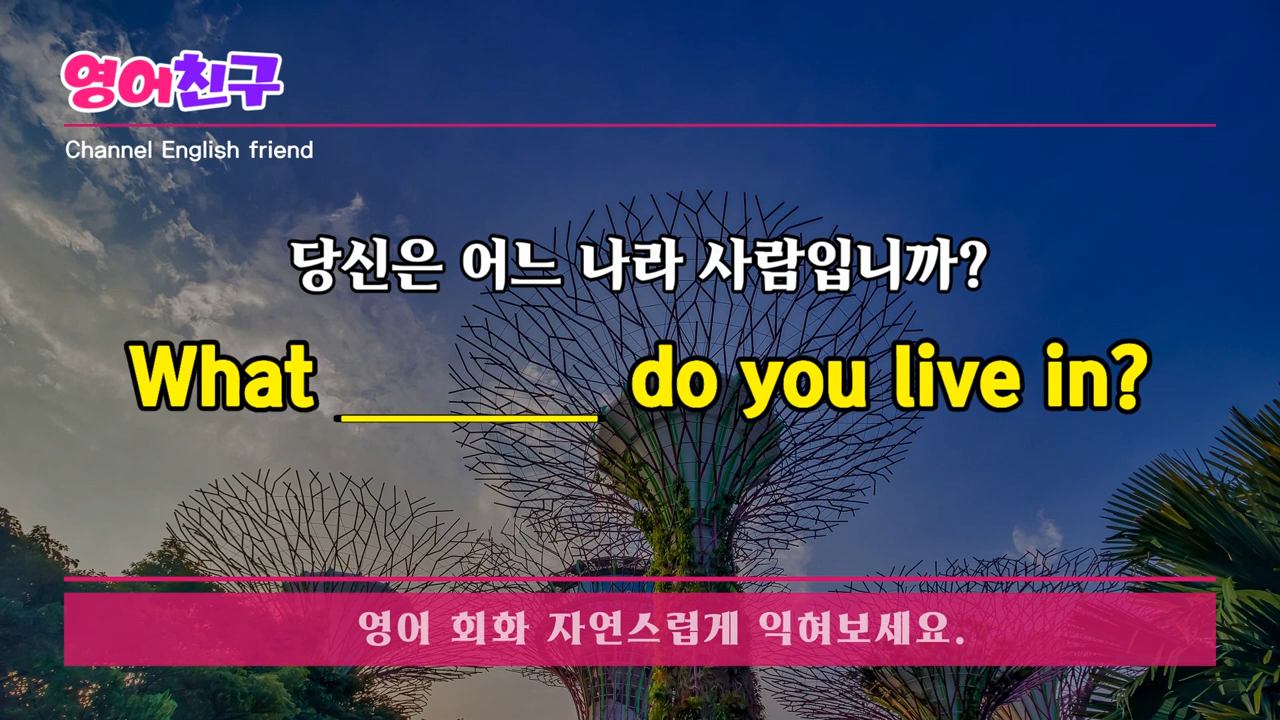 영어친구
Channel English friend
당신은 어느 나라 사람입니까?
What ________ do you live in?
영어 회화 자연스럽게 익혀보세요.